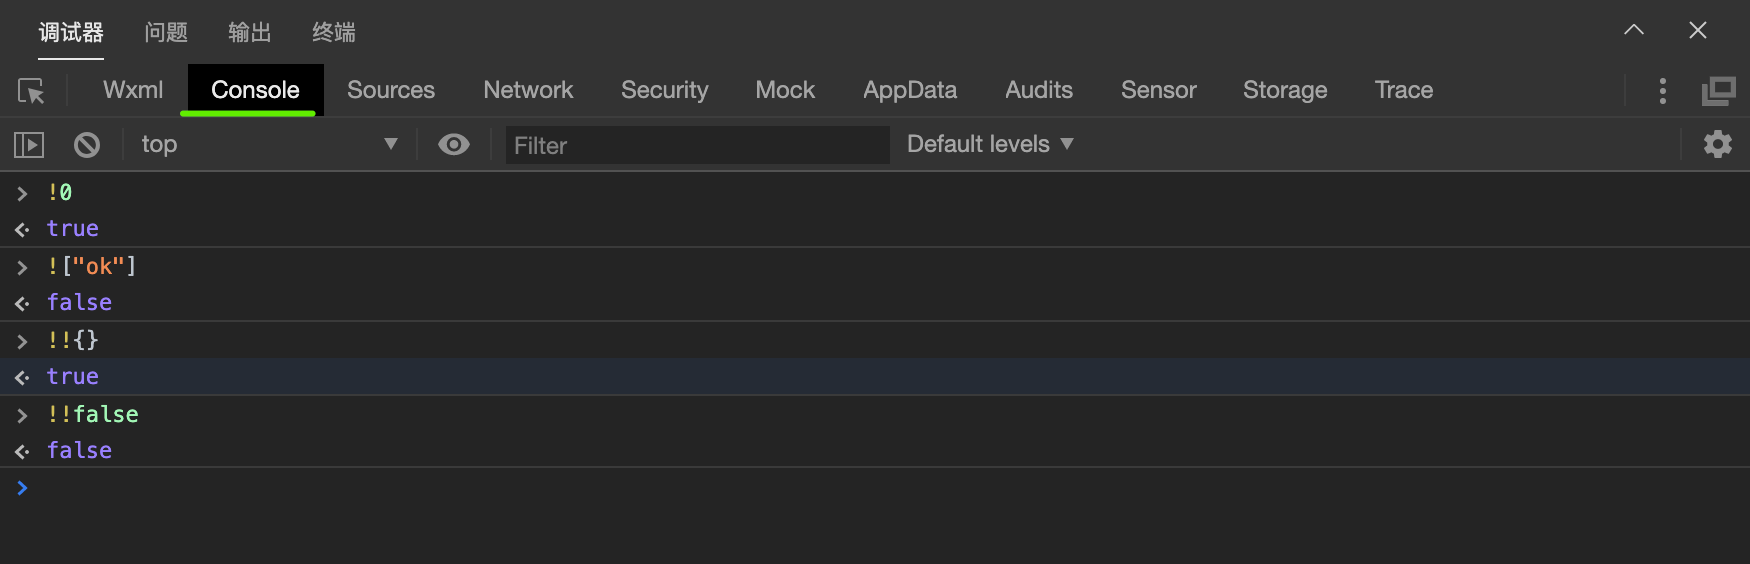 调试器 问题 输出 终端
Wxml Console Sources Network Security Mock AppData Audits Sensor Storage Trace
top Filter Default levels
!0
true
!["ok"]
false
!!{}
true
!!false
false